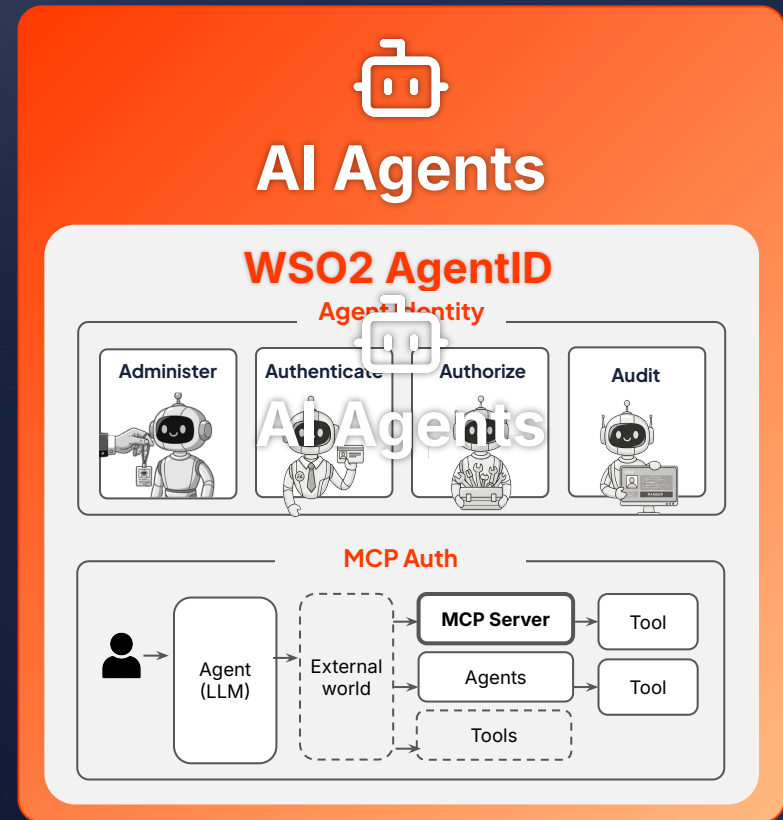 AI Agents
WSO2 AgentID
Agent Identity
Administer
Authenticate
Authorize
Audit
AI Agents
MCP Auth
Agent
(LLM)
External
world
MCP Server
Tool
Agents
Tool
Tools